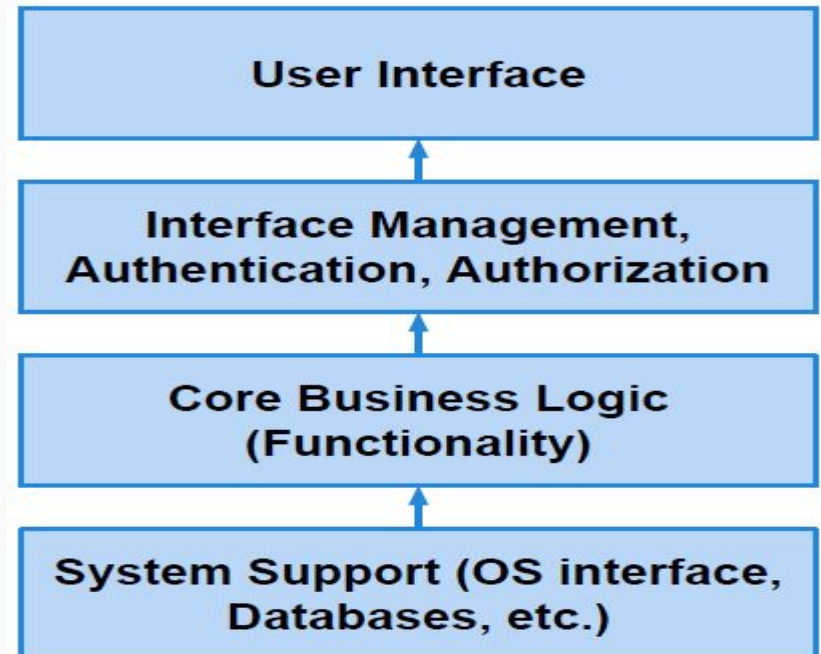 User Interface
Interface Management,
Authentication, Authorization
Core Business Logic
(Functionality)
System Support (OS interface,
Databases, etc.)